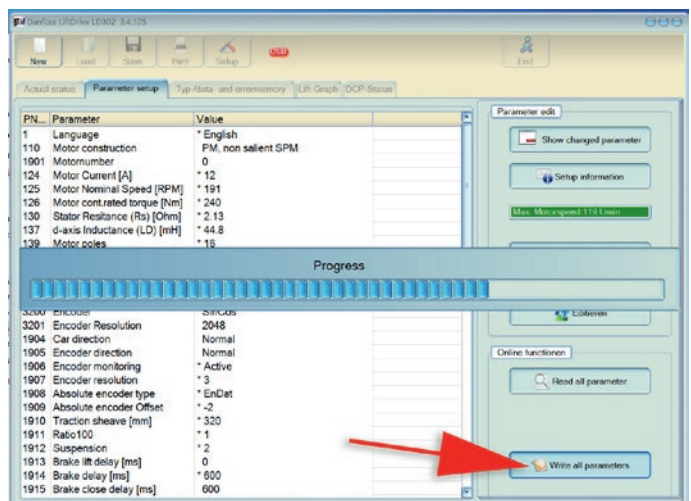 Danfoss LiftDrive LD302 3.4.105
New Load Save Print Setup End
Actual status Parameter setup Typ-/data- and errormemory Lift Graph DCP-Status
PN... Parameter Value
1 Language * English
110 Motor construction PM, non salient SPM
1901 Motornumber 0
124 Motor Current [A] * 12
125 Motor Nominal Speed [RPM] * 191
126 Motor cont.rated torque [Nm] * 240
130 Stator Resitance (Rs) [Ohm] * 2.13
137 d-axis Inductance (LD) [mH] * 44.8
139 Motor poles * 16
Progress
3200 Encoder SinCos
3201 Encoder Resolution 2048
1904 Car direction Normal
1905 Encoder direction Normal
1906 Encoder monitoring * Active
1907 Encoder resolution * 3
1908 Absolute encoder type * EnDat
1909 Absolute encoder Offset * -2
1910 Traction sheave [mm] * 320
1911 Ratio100 * 1
1912 Suspension * 2
1913 Brake lift delay [ms] 0
1914 Brake delay [ms] * 600
1915 Brake close delay [ms] 600
Parameter edit
Show changed parameter
Setup information
Max. Motorspeed:119 U/min
Editieren
Online functionen
Read all parameter
Write all parameters